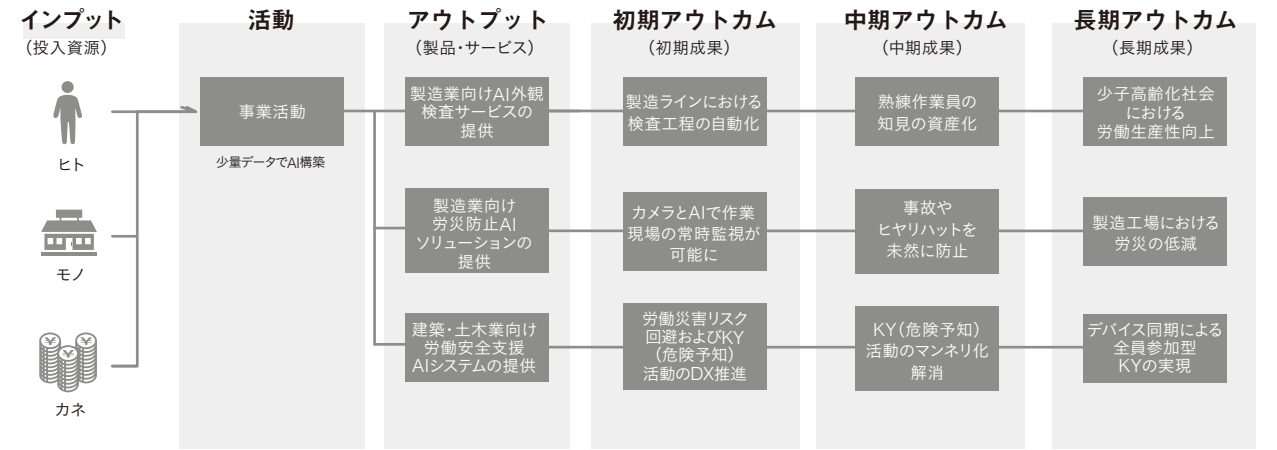 インプット
(投入資源)
活動
アウトプット
(製品・サービス)
初期アウトカム
(初期成果)
中期アウトカム
(中期成果)
長期アウトカム
(長期成果)
ヒト
モノ
¥
¥
¥
カネ
事業活動
少量データでAI構築
製造業向けAI外観
検査サービスの
提供
製造ラインにおける
検査工程の自動化
熟練作業員の
知見の資産化
少子高齢化社会
における
労働生産性向上
製造業向け
労災防止AI
ソリューションの
提供
カメラとAIで作業
現場の常時監視が
可能に
事故や
ヒヤリハットを
未然に防止
製造工場における
労災の低減
建築・土木業向け
労働安全支援
AIシステムの提供
労働災害リスク
回避およびKY
(危険予知)
活動のDX推進
KY(危険予知)
活動のマンネリ化
解消
デバイス同期による
全員参加型
KYの実現